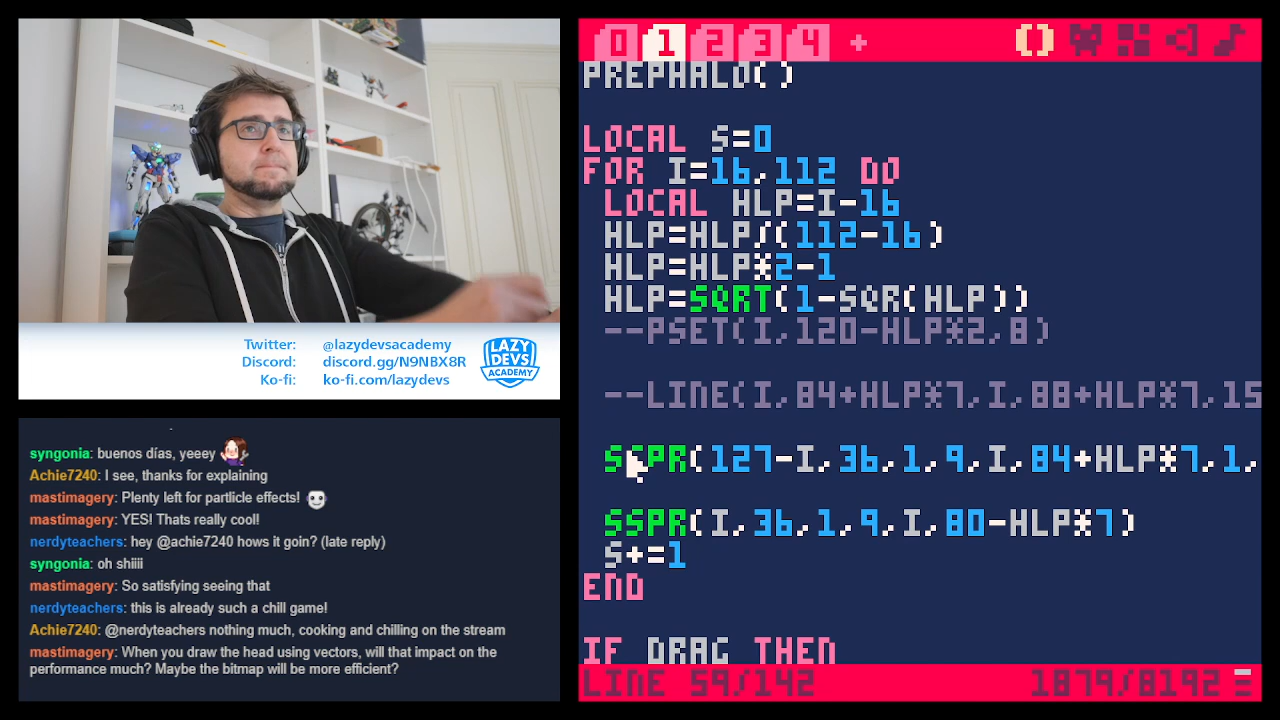 Twitter: @lazydevsacademy
Discord: discord.gg/N9NBX8R
Ko-fi: ko-fi.com/lazydevs
LAZY
DEVS
ACADEMY
syngonia: buenos días, yeeey
Achie7240: I see, thanks for explaining
mastimagery: Plenty left for partlicle effects!
mastimagery: YES! Thats really cool!
nerdyteachers: hey @achie7240 hows it goin? (late reply)
syngonia: oh shiiii
mastimagery: So satisfying seeing that
nerdyteachers: this is already such a chill game!
Achie7240: @nerdyteachers nothing much, cooking and chilling on the stream
mastimagery: When you draw the head using vectors, will that impact on the
performance much? Maybe the bitmap will be more efficient?
0 1 2 3 4 +
PREPHALO()
LOCAL S=0
FOR I=16,112 DO
LOCAL HLP=I-16
HLP=HLP/(112-16)
HLP=HLP*2-1
HLP=SQRT(1-SQR(HLP))
--PSET(I,120-HLP*2,8)
--LINE(I,84+HLP*7,I,88+HLP*7,15
SSPR(127-I,36,1,9,I,84+HLP*7,1,
SSPR(I,36,1,9,I,80-HLP*7)
S+=1
END
IF DRAG THEN
LINE 59/142
1879/8192